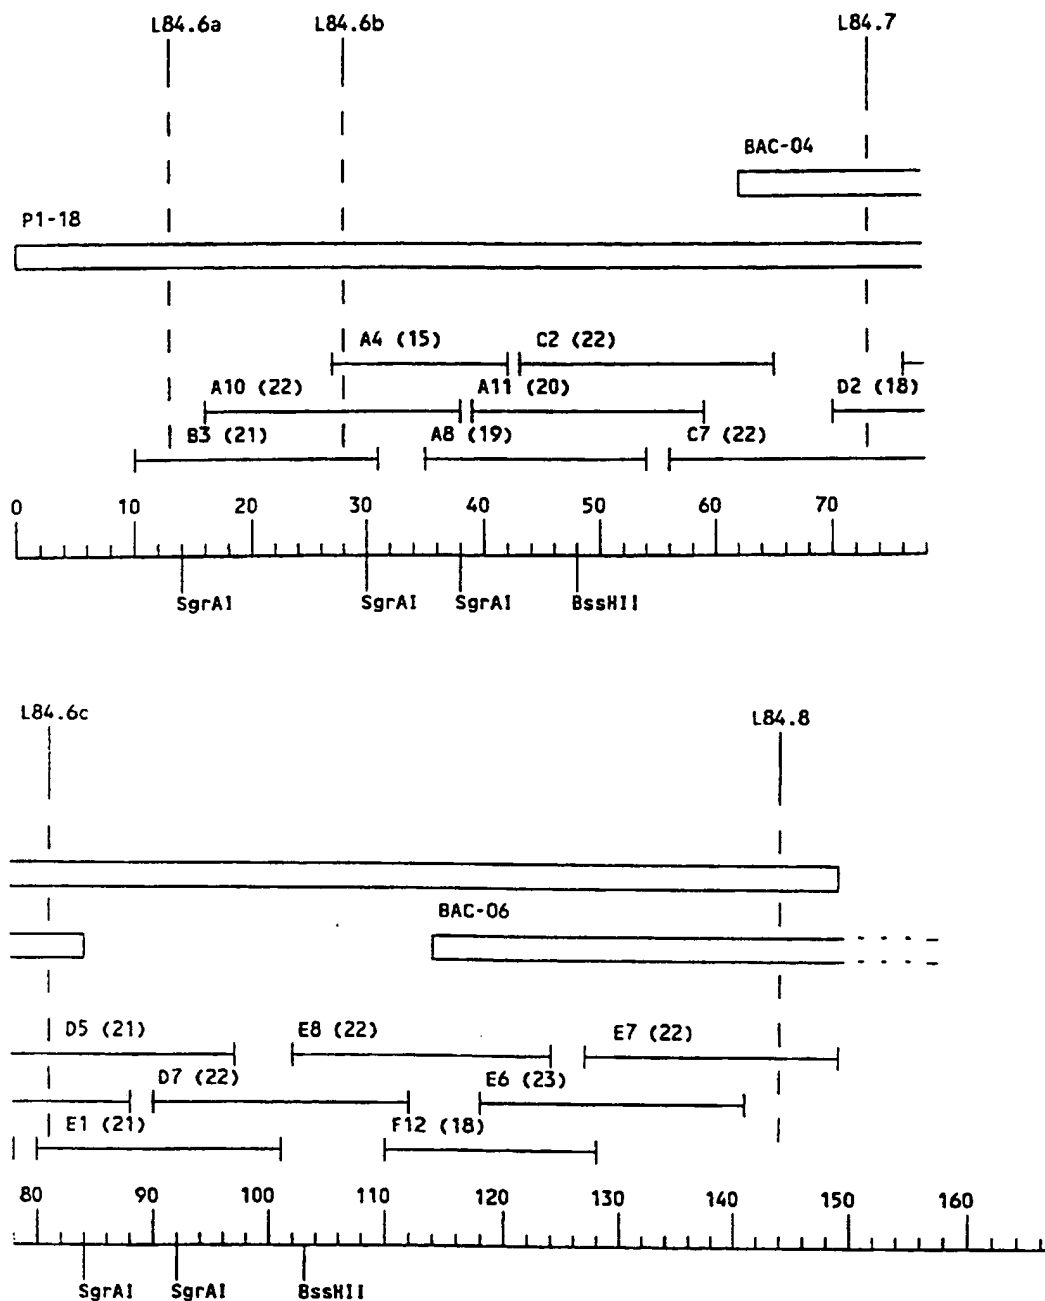 L84.6a L84.6b L84.7
BAC-04
P1-18
A4 (15) C2 (22)
A10 (22) A11 (20) D2 (18)
B3 (21) A8 (19) C7 (22)
0 10 20 30 40 50 60 70
SgrAI SgrAI SgrAI BssHII
L84.6c L84.8
BAC-06
D5 (21) E8 (22) E7 (22)
D7 (22) E6 (23)
E1 (21) F12 (18)
80 90 100 110 120 130 140 150 160
SgrAI SgrAI BssHII